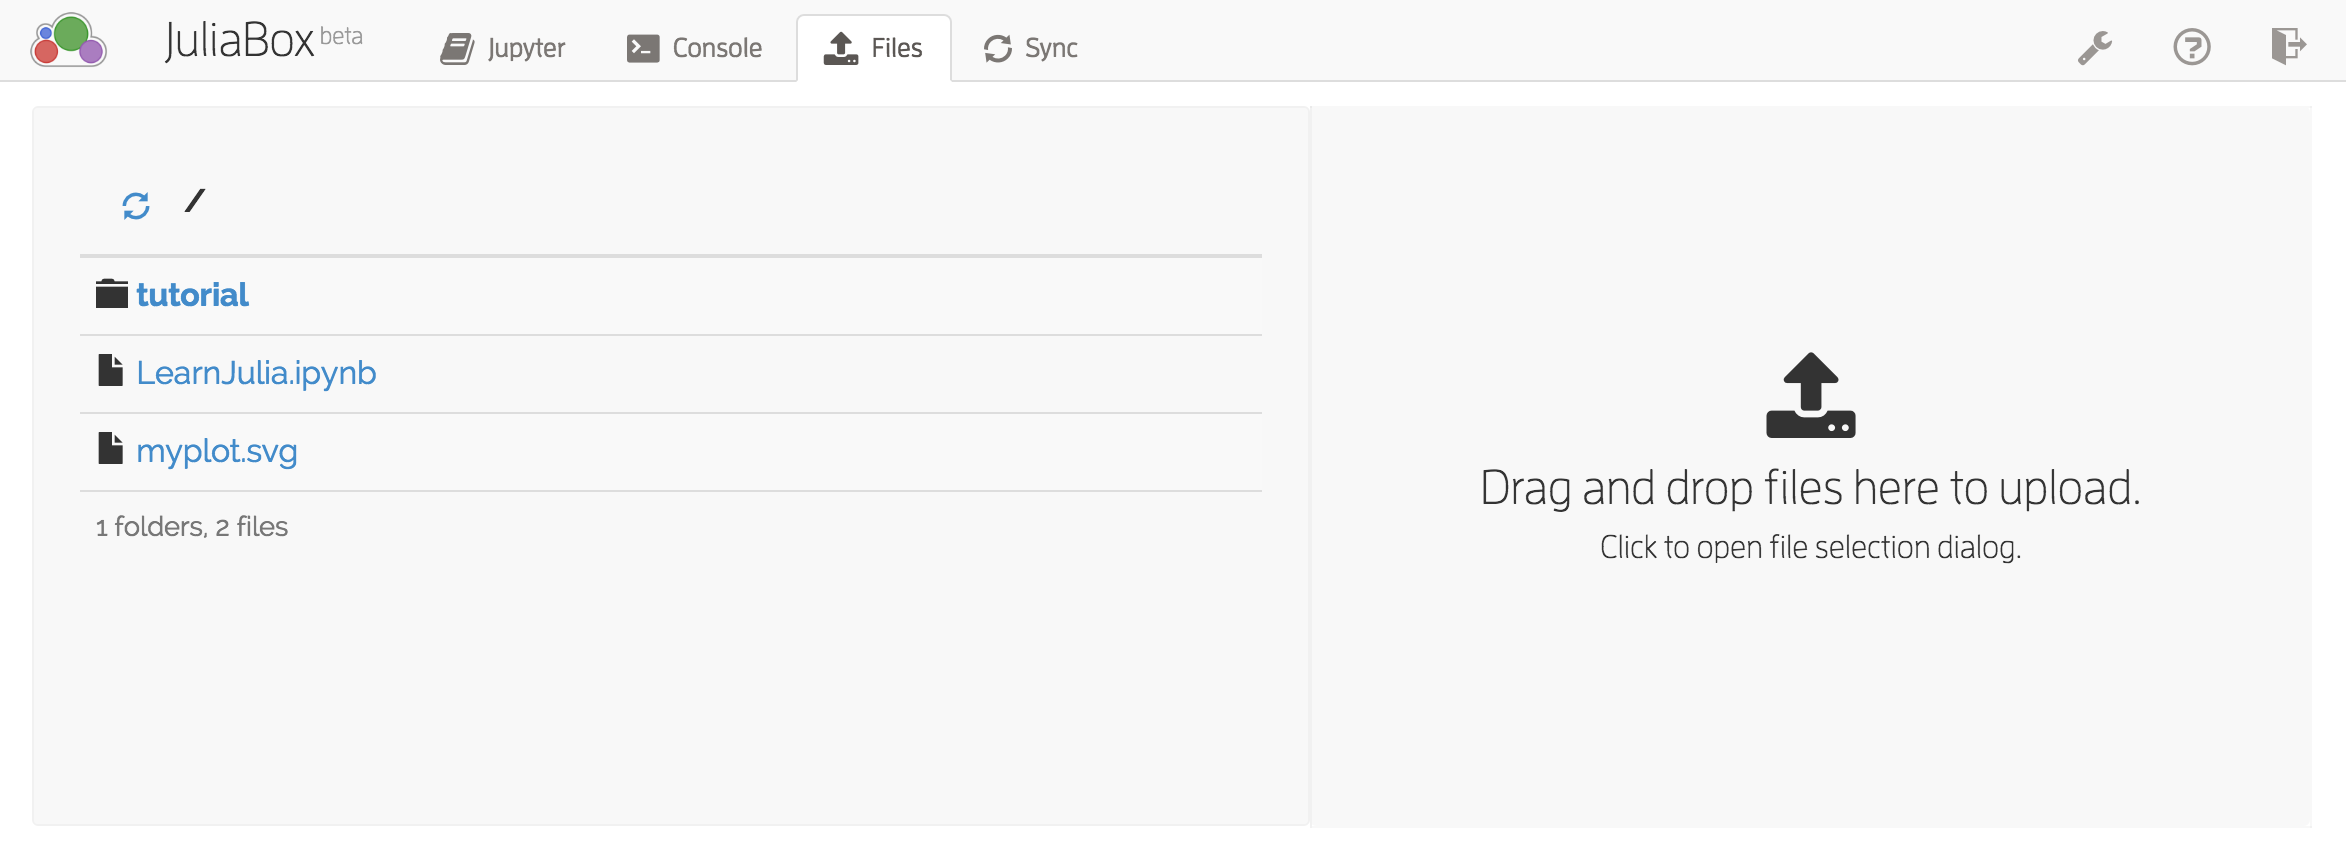 JuliaBox beta
Jupyter
Console
Files
Sync
/
tutorial
LearnJulia.ipynb
myplot.svg
1 folders, 2 files
Drag and drop files here to upload.
Click to open file selection dialog.